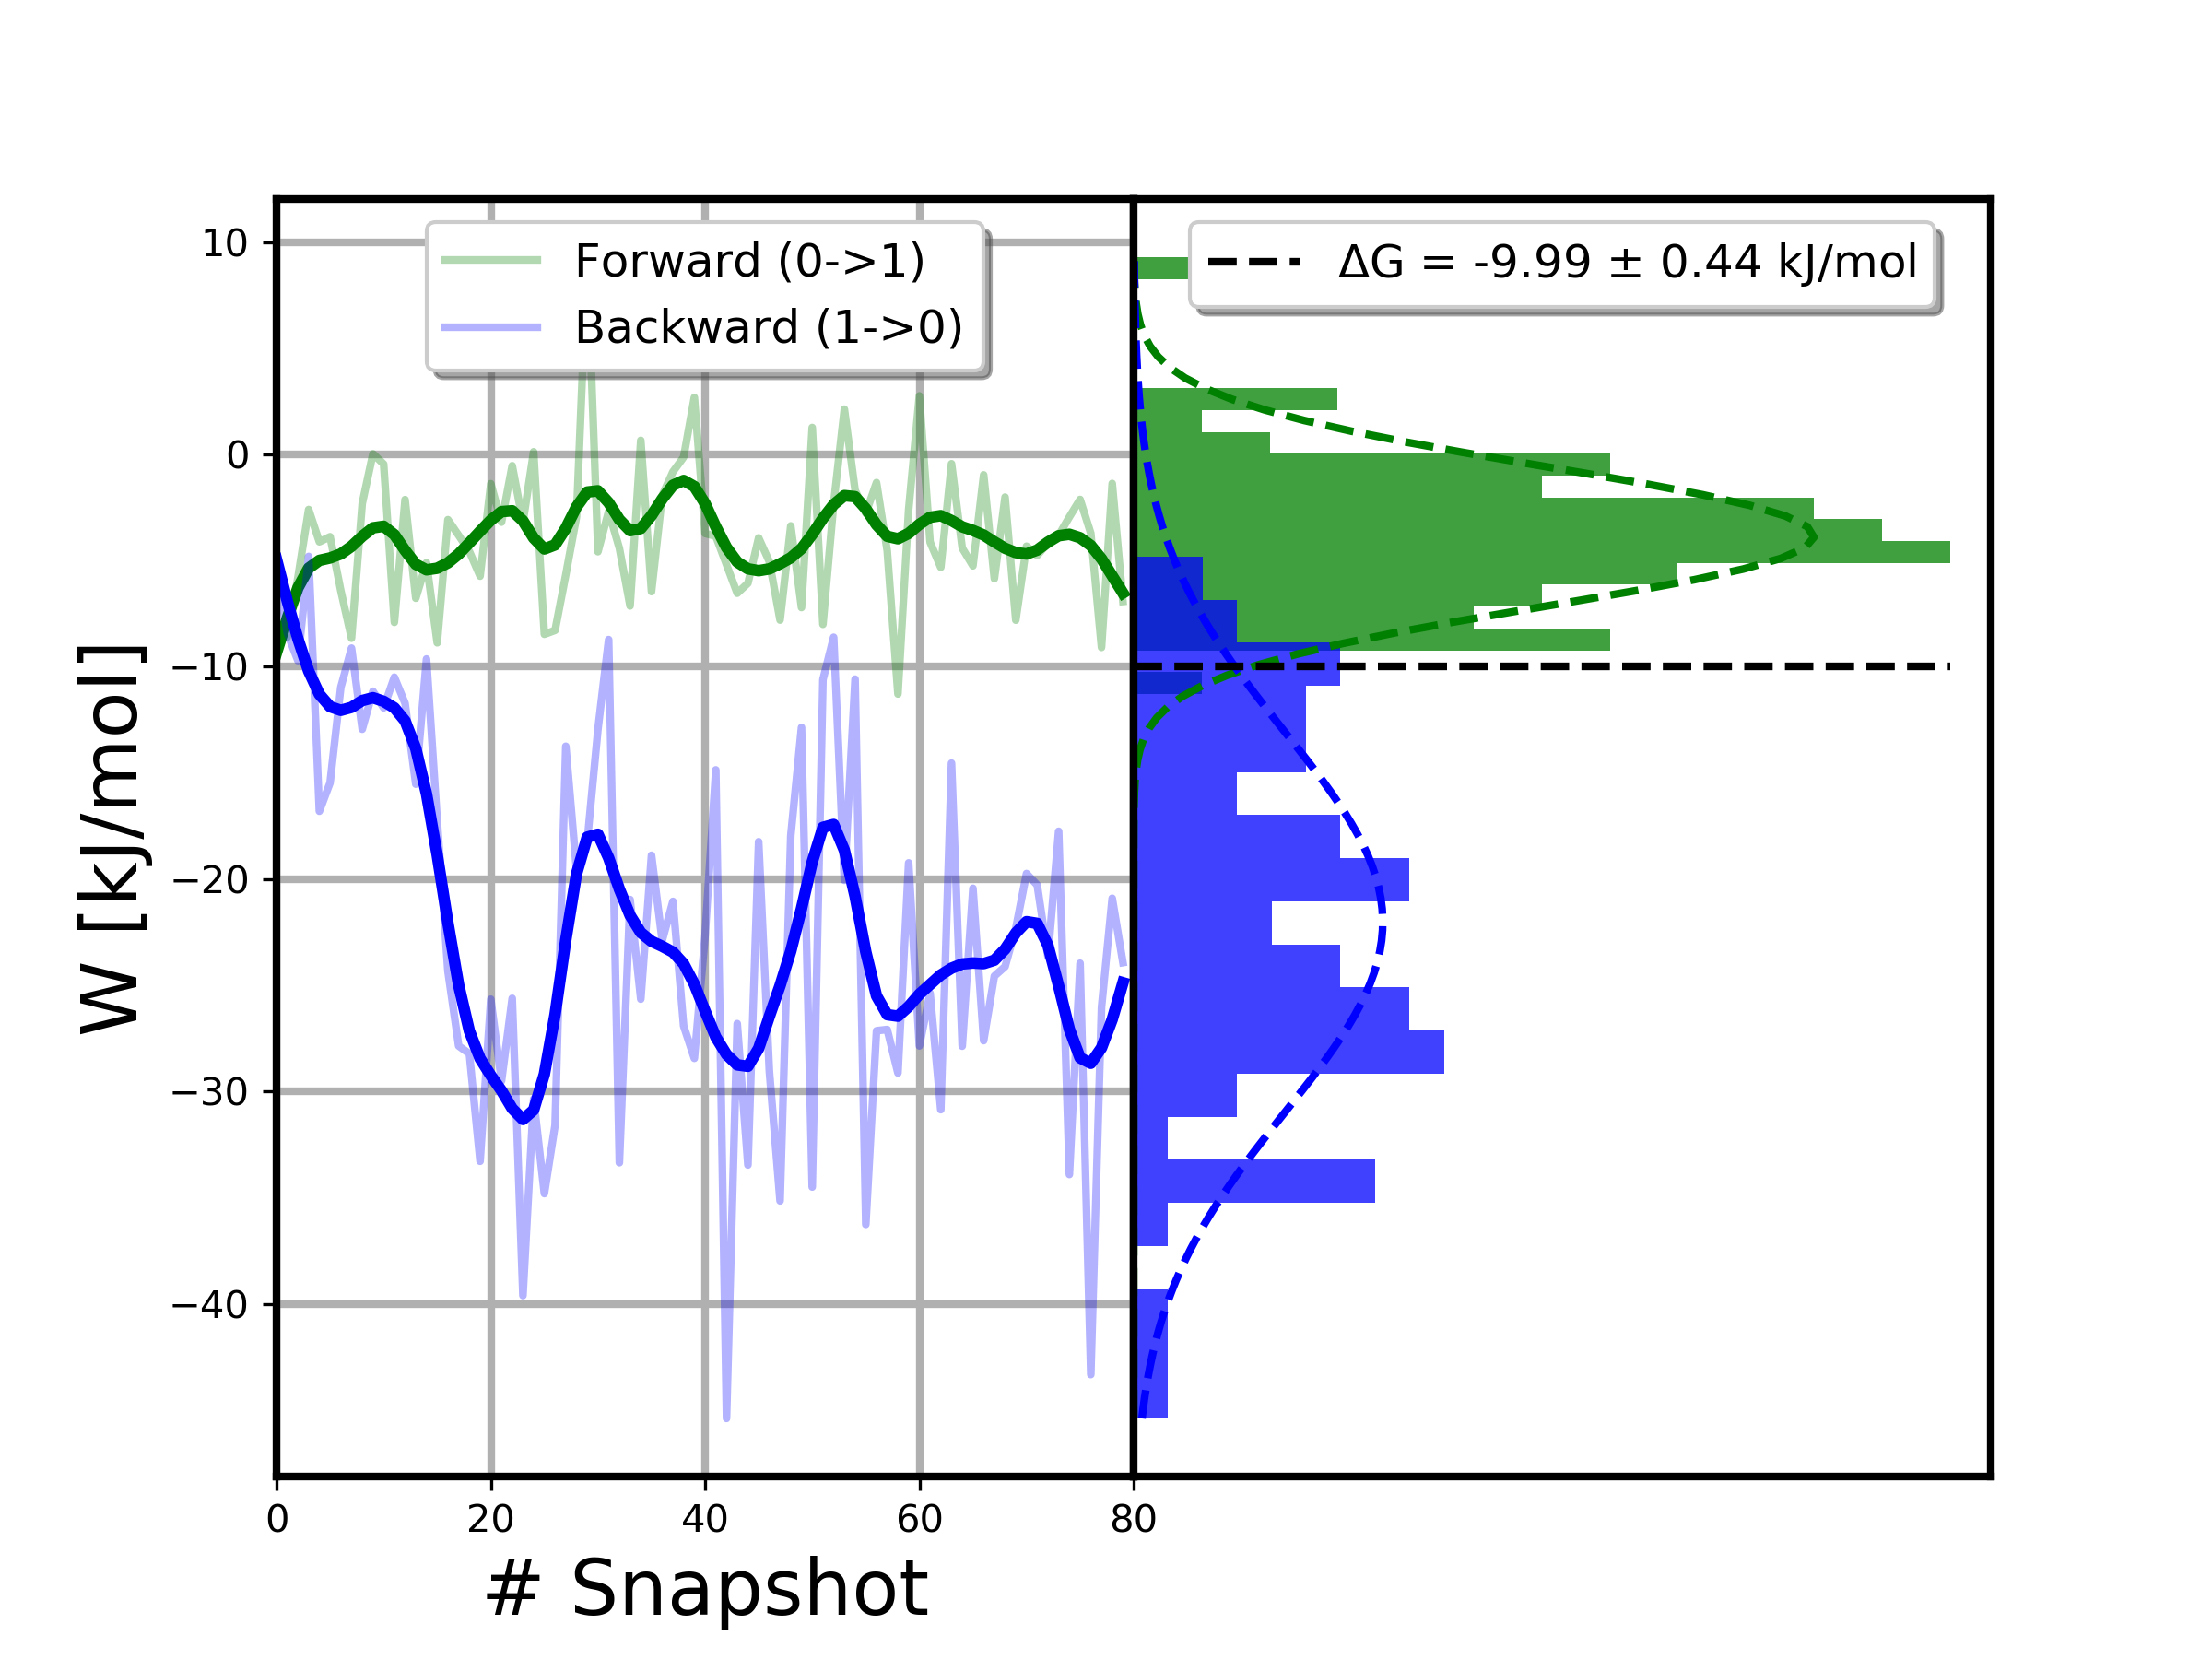 Forward (0->1)
Backward (1->0)
ΔG = -9.99 ± 0.44 kJ/mol
W [kJ/mol]
10
0
−10
−20
−30
−40
0 20 40 60 80
# Snapshot